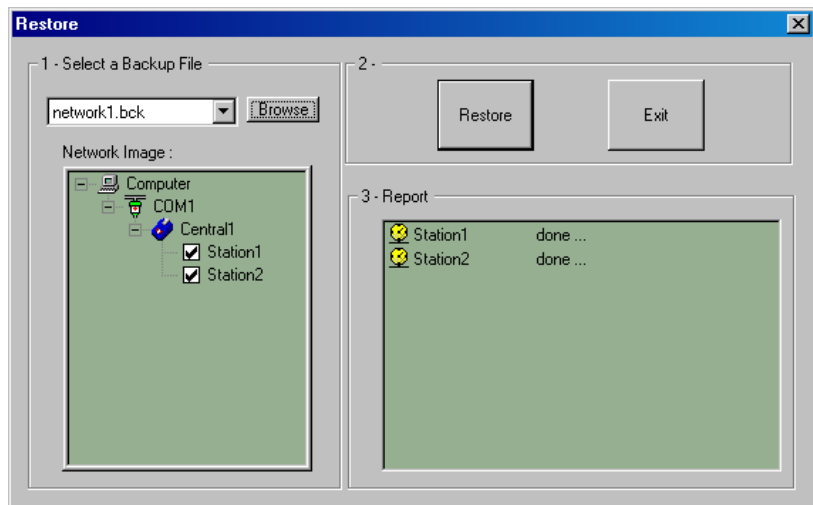 Restore
1 - Select a Backup File
network1.bck
Browse
Network Image :
Computer
COM1
Central1
Station1
Station2
2 -
Restore
Exit
3 - Report
Station1 done ...
Station2 done ...